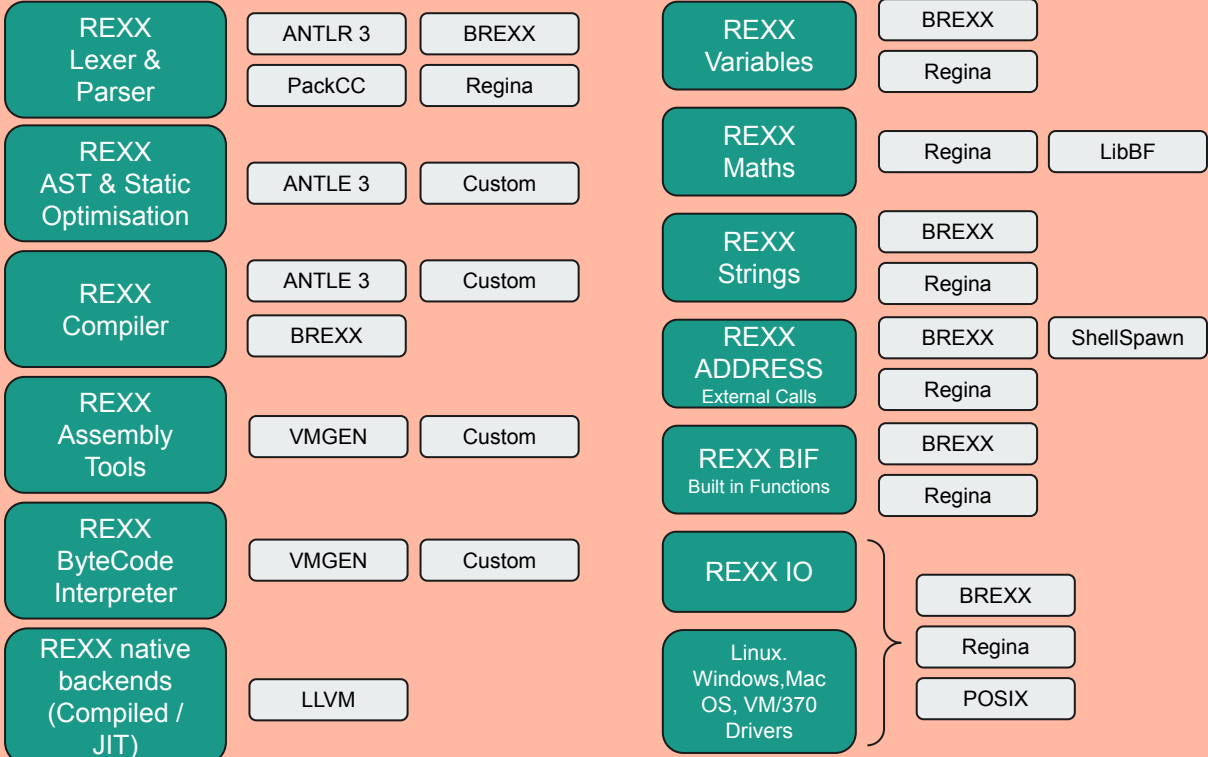 REXX
Lexer &
Parser
ANTLR 3
BREXX
PackCC
Regina
REXX
AST & Static
Optimisation
ANTLE 3
Custom
REXX
Compiler
ANTLE 3
Custom
BREXX
REXX
Assembly
Tools
VMGEN
Custom
REXX
ByteCode
Interpreter
VMGEN
Custom
REXX native
backends
(Compiled /
JIT)
LLVM
REXX
Variables
BREXX
Regina
REXX
Maths
Regina
LibBF
REXX
Strings
BREXX
Regina
REXX
ADDRESS
External Calls
BREXX
ShellSpawn
Regina
REXX BIF
Built in Functions
BREXX
Regina
REXX IO
Linux.
Windows,Mac
OS, VM/370
Drivers
BREXX
Regina
POSIX